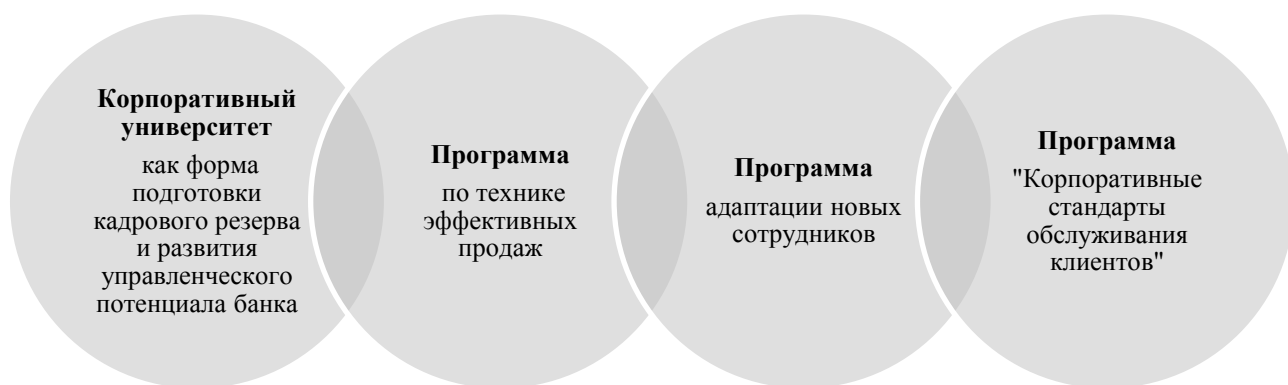 Корпоративный
университет
как форма
подготовки
кадрового резерва
и развития
управленческого
потенциала банка
Программа
по технике
эффективных
продаж
Программа
адаптации новых
сотрудников
Программа
"Корпоративные
стандарты
обслуживания
клиентов"